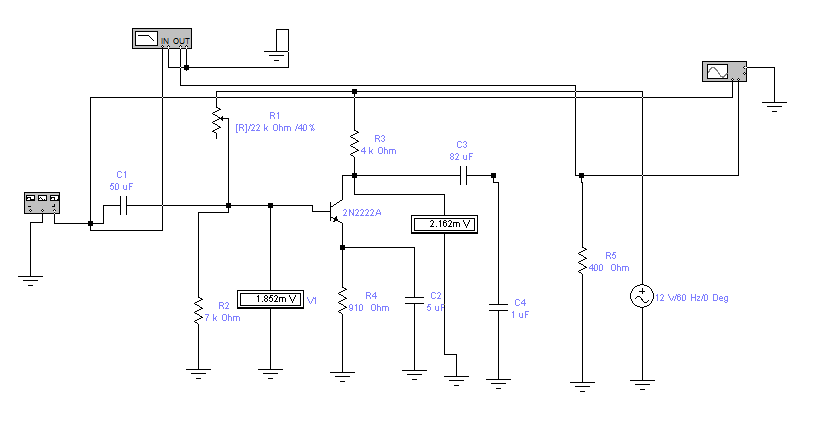 IN OUT
R1
[R]/22 k Ohm /40%
R3
4 k Ohm
C3
82 uF
C1
50 uF
2N2222A
2.162m V
R5
400 Ohm
R2
7 k Ohm
1.852m V
V1
R4
910 Ohm
C2
5 uF
C4
1 uF
12 V/60 Hz/0 Deg